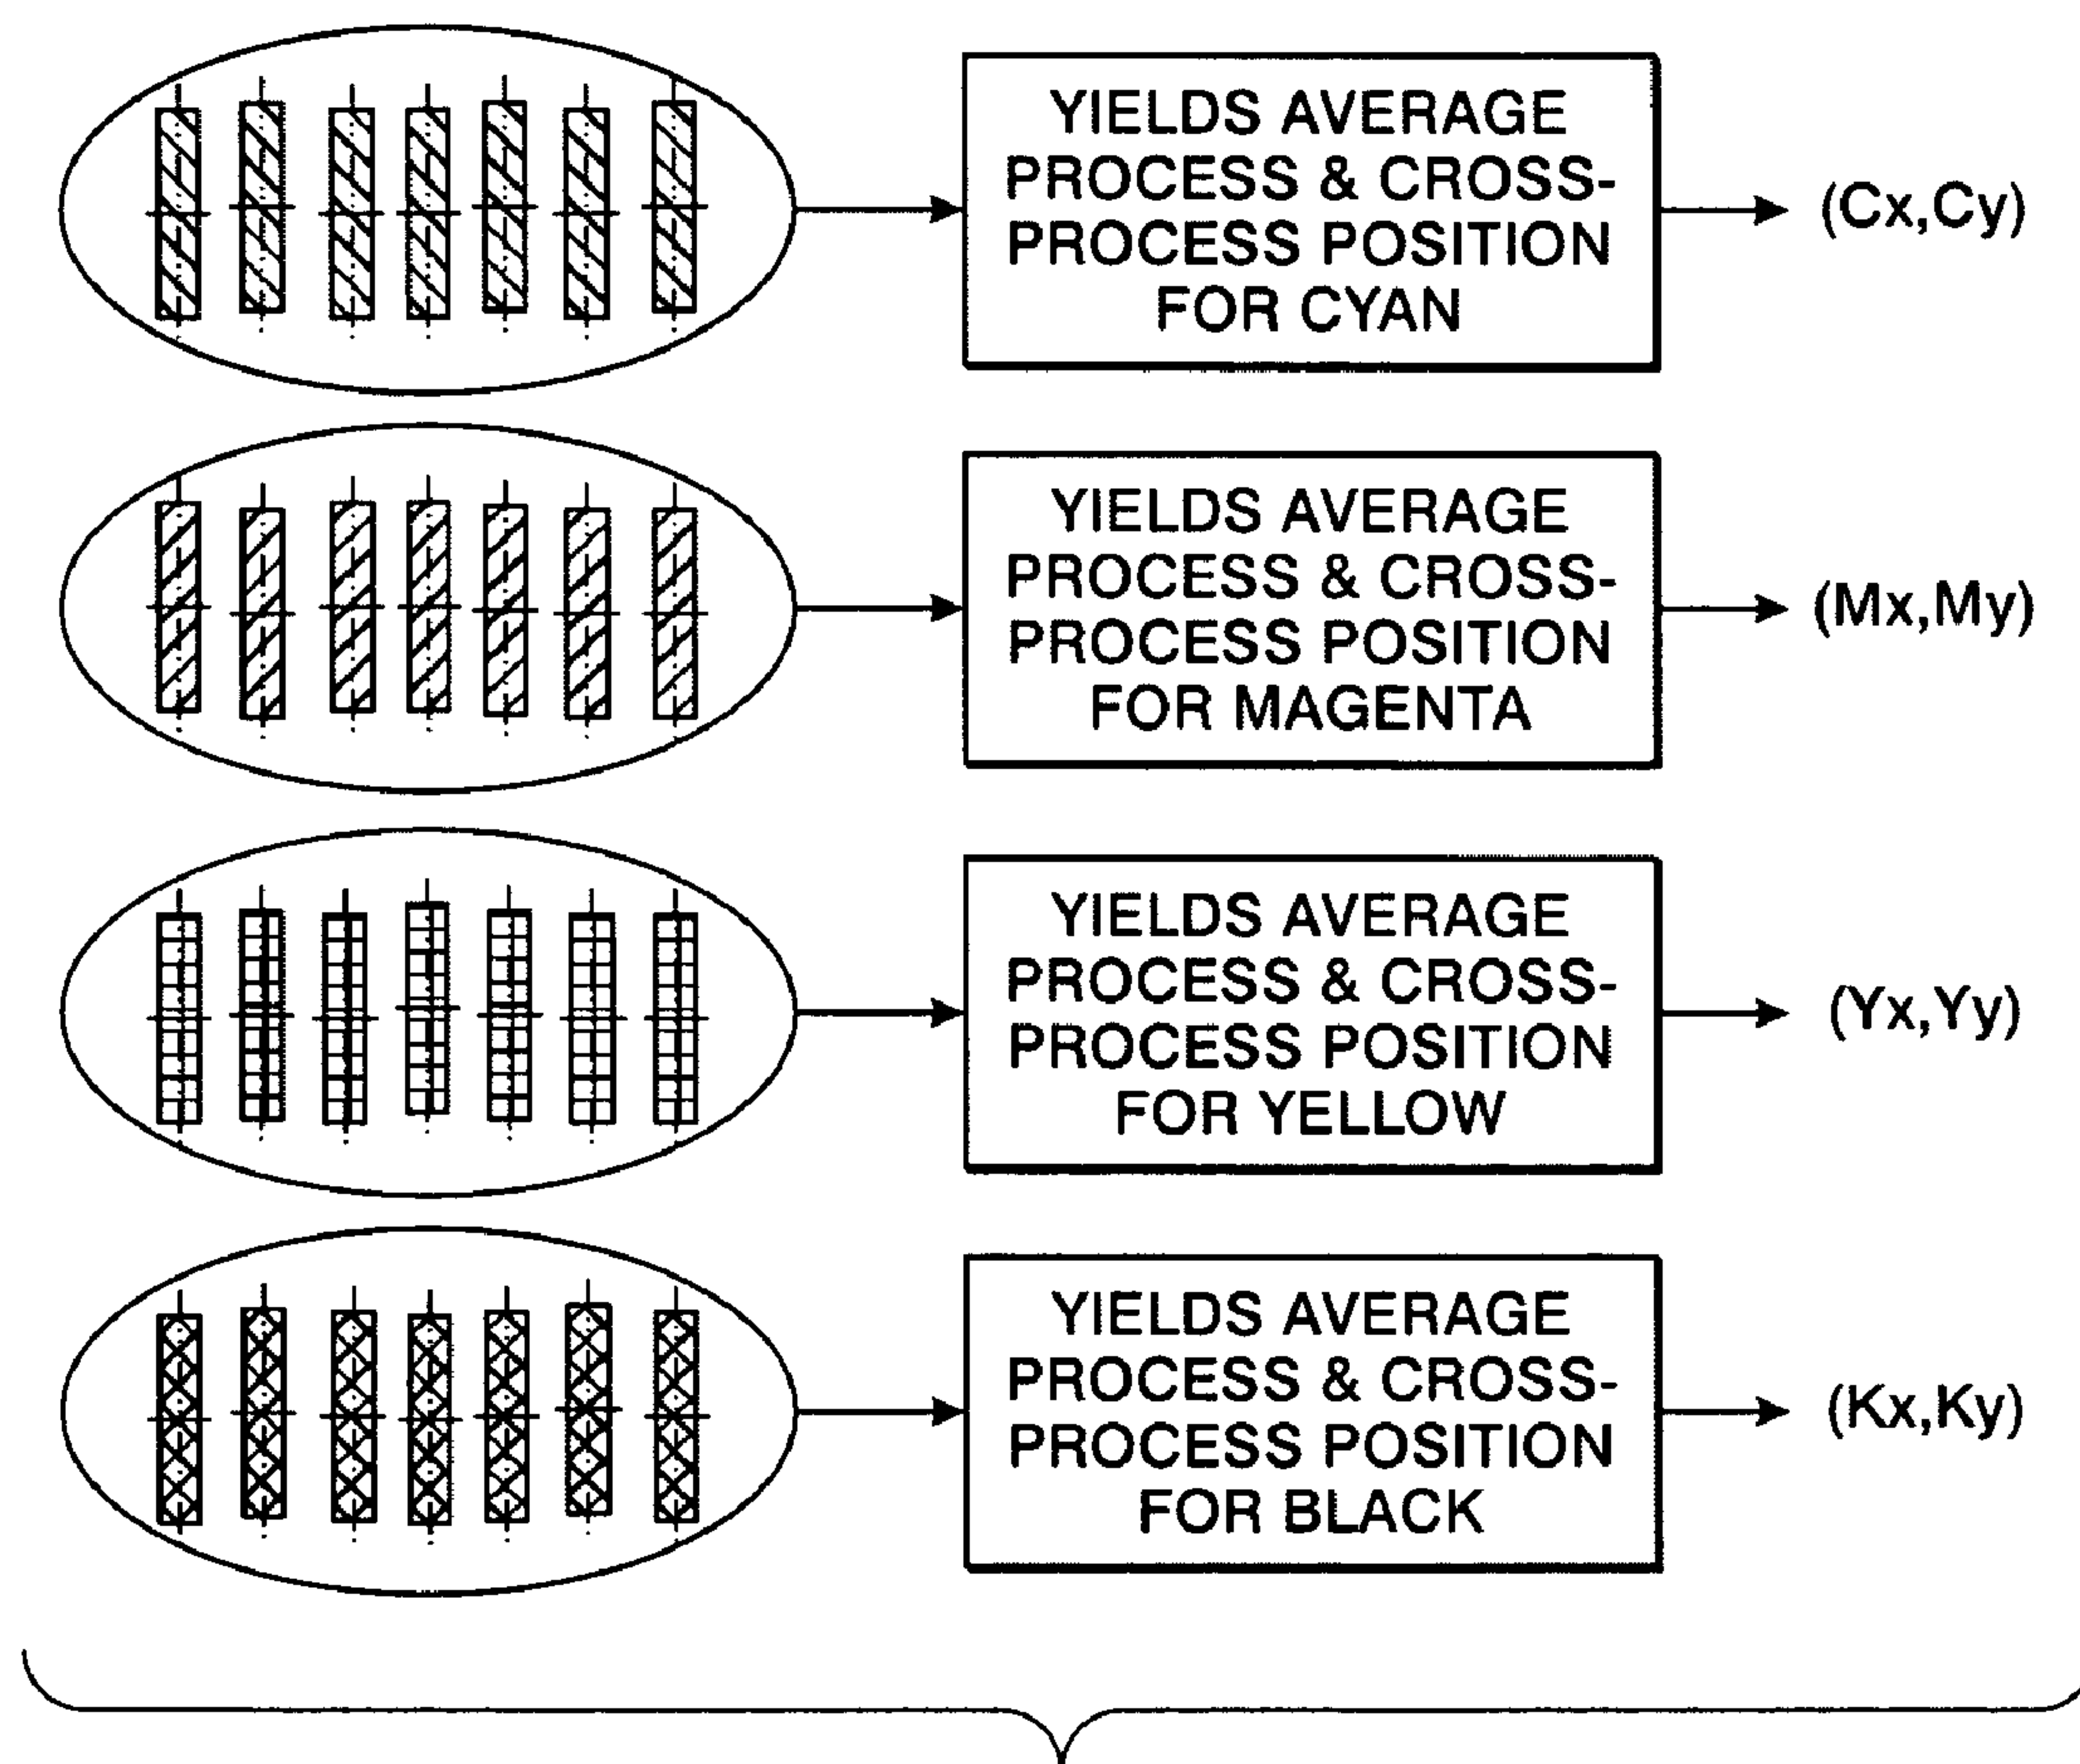 YIELDS AVERAGE
PROCESS & CROSS-
PROCESS POSITION
FOR CYAN
(Cx,Cy)
YIELDS AVERAGE
PROCESS & CROSS-
PROCESS POSITION
FOR MAGENTA
(Mx,My)
YIELDS AVERAGE
PROCESS & CROSS-
PROCESS POSITION
FOR YELLOW
(Yx,Yy)
YIELDS AVERAGE
PROCESS & CROSS-
PROCESS POSITION
FOR BLACK
(Kx,Ky)